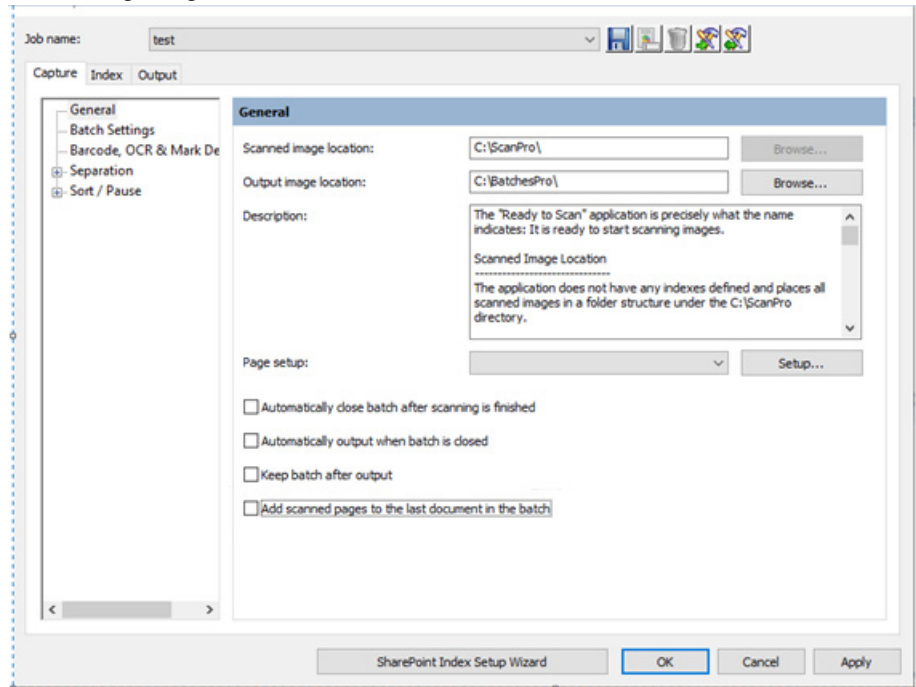 Job name:
test
Capture
Index
Output
General
Batch Settings
Barcode, OCR & Mark De
Separation
Sort / Pause
General
Scanned image location:
C:\ScanPro\
Browse...
Output image location:
C:\BatchesPro\
Browse...
Description:
The "Ready to Scan" application is precisely what the name
indicates: It is ready to start scanning images.
Scanned Image Location
------------------------------
The application does not have any indexes defined and places all
scanned images in a folder structure under the C:\ScanPro
directory.
Page setup:
Setup...
Automatically close batch after scanning is finished
Automatically output when batch is closed
Keep batch after output
Add scanned pages to the last document in the batch
SharePoint Index Setup Wizard
OK
Cancel
Apply